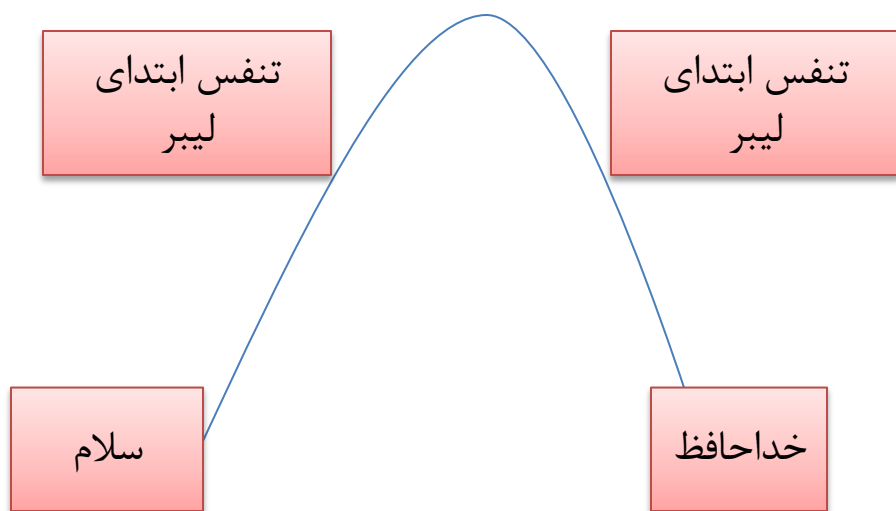 تنفس ابتدای
لیبر
تنفس ابتدای
لیبر
خداحافظ
سلام